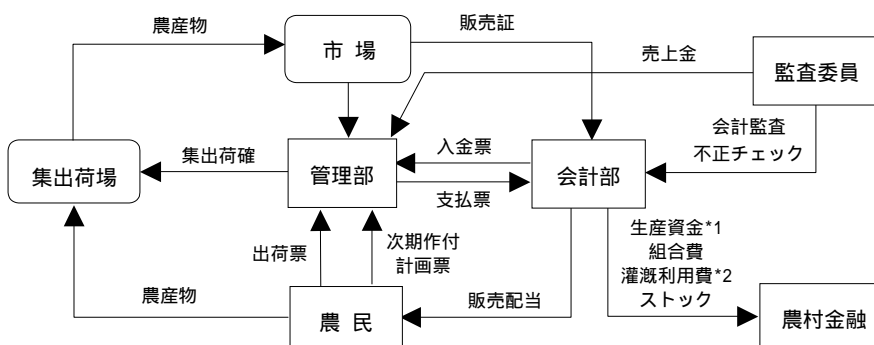 農産物
市 場
販売証
売上金
監査委員
会計監査
不正チェック
集出荷場
集出荷確
管理部
入金票
支払票
会計部
出荷票
次期作付
計画票
生産資金*1
組合費
灌漑利用費*2
ストック
農産物
農 民
販売配当
農村金融